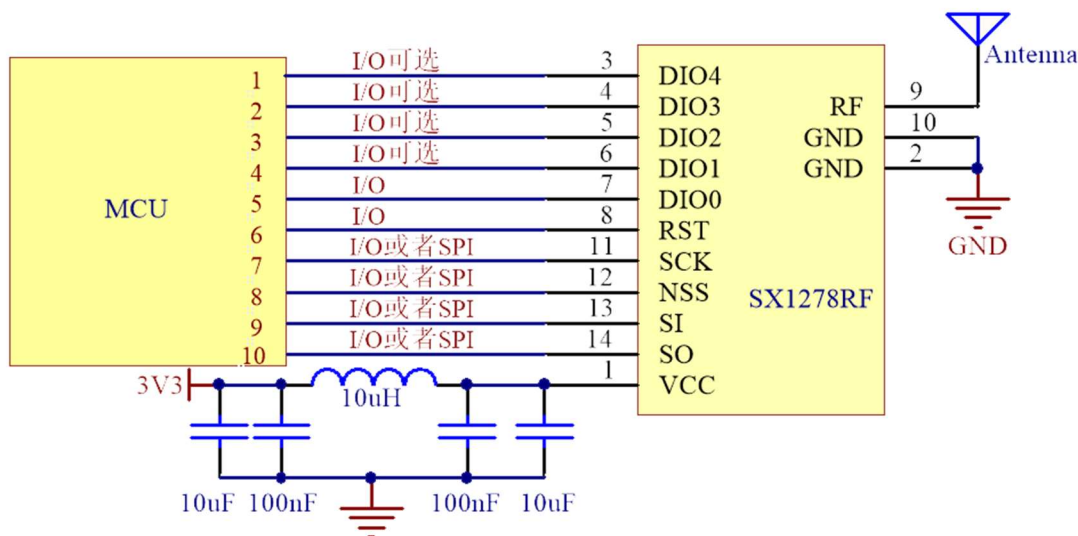 Antenna
MCU
1 I/O可选 3 DIO4
2 I/O可选 4 DIO3
3 I/O可选 5 DIO2
4 I/O可选 6 DIO1
5 I/O 7 DIO0
6 I/O 8 RST
7 I/O或者SPI 11 SCK
8 I/O或者SPI 12 NSS
9 I/O或者SPI 13 SI
10 I/O或者SPI 14 SO
1 VCC
SX1278RF
RF 9
GND 10
GND 2
GND
3V3
10uH
10uF 100nF 100nF 10uF